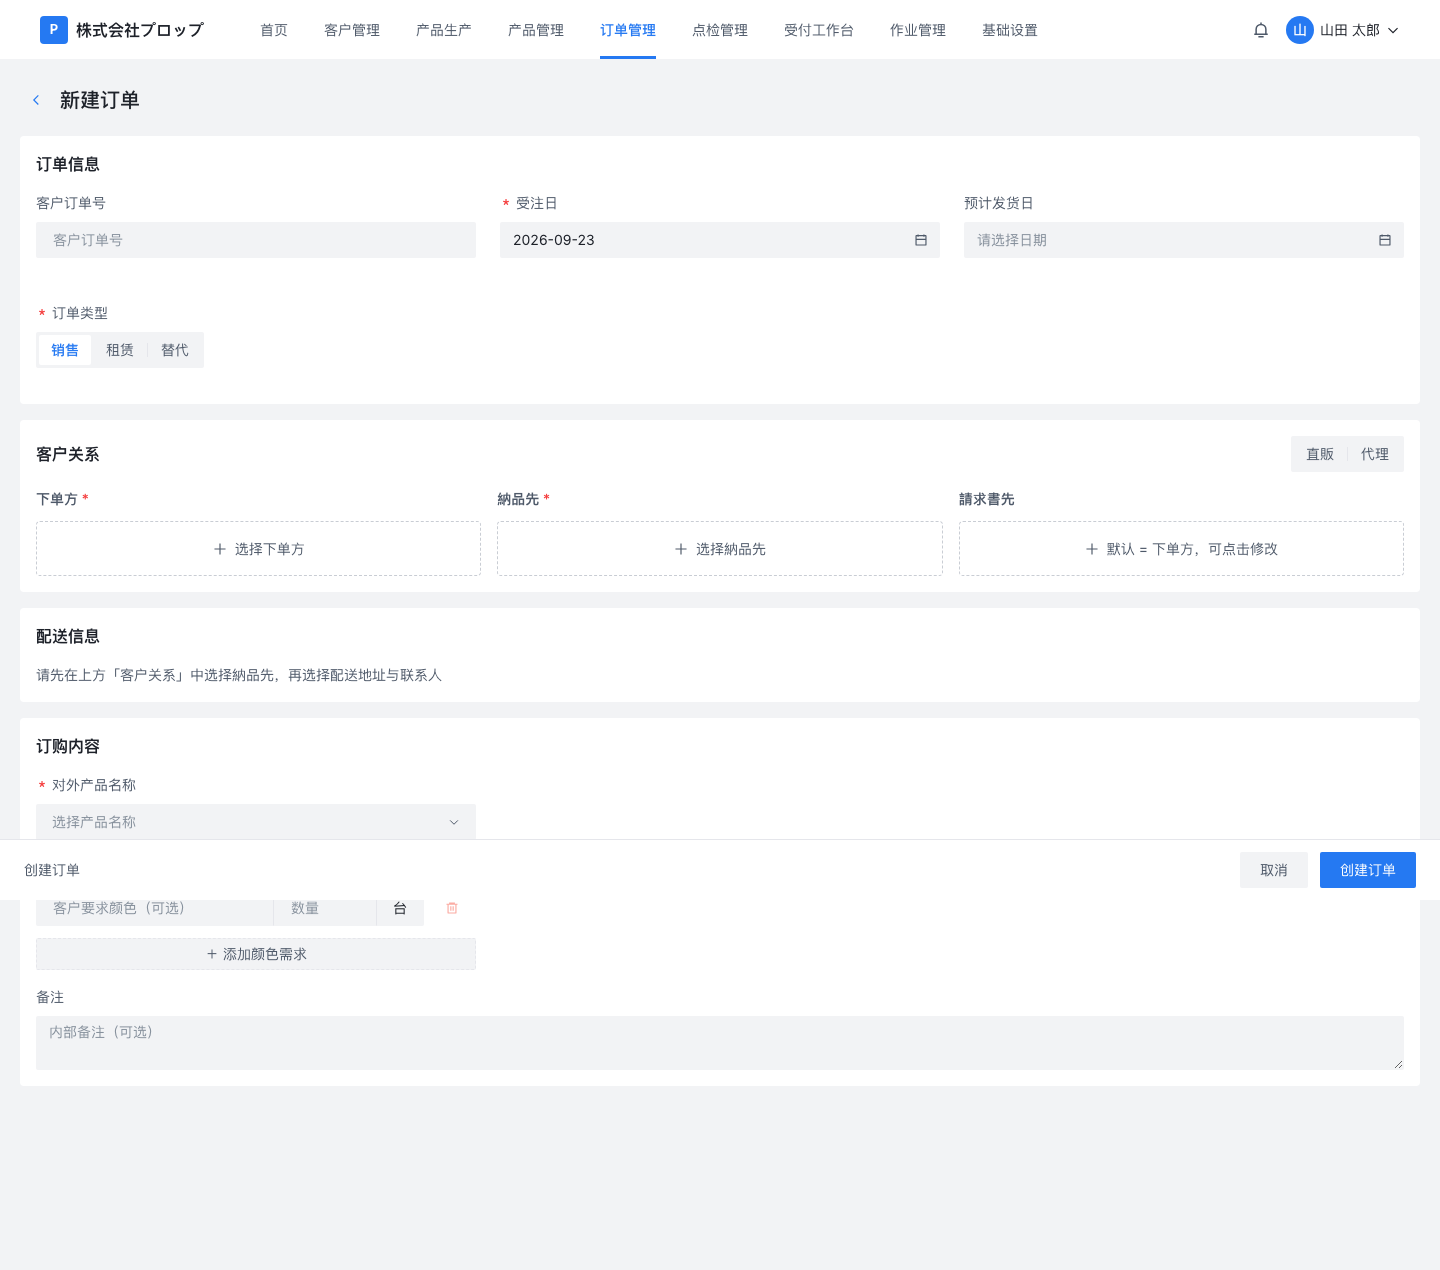 P 株式会社プロップ 首页 客户管理 产品生产 产品管理 订单管理 点检管理 受付工作台 作业管理 基础设置 山 山田 太郎
新建订单
订单信息
客户订单号 * 受注日 预计发货日
客户订单号 2026-09-23 请选择日期
* 订单类型
销售 租赁 替代
客户关系 直販 代理
下单方 * 納品先 * 請求書先
+ 选择下单方 + 选择納品先 + 默认 = 下单方，可点击修改
配送信息
请先在上方「客户关系」中选择納品先，再选择配送地址与联系人
订购内容
* 对外产品名称
选择产品名称
创建订单 取消 创建订单
客户要求颜色（可选） 数量 台
+ 添加颜色需求
备注
内部备注（可选）